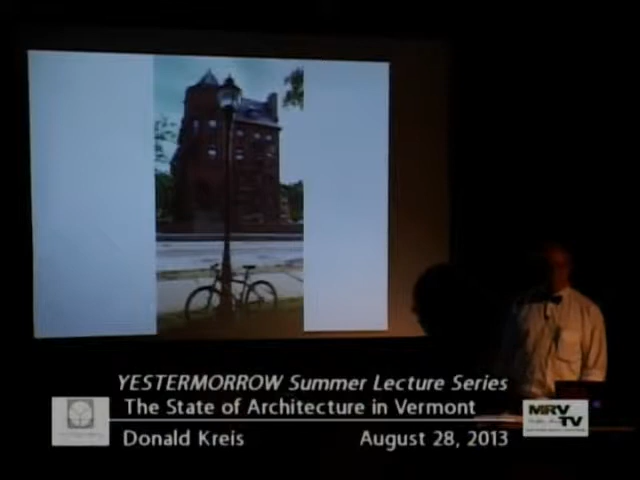 YESTERMORROW Summer Lecture Series
The State of Architecture in Vermont
Donald Kreis August 28, 2013
MRV
TV